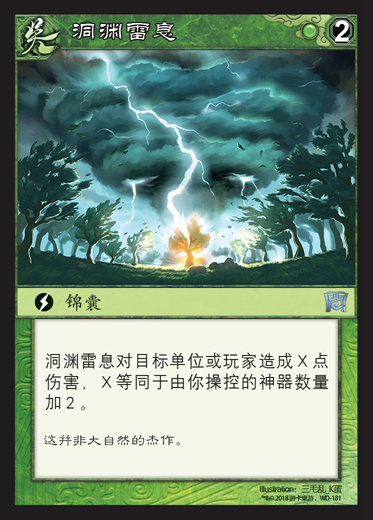 吴
洞渊雷息
2
锦囊
洞渊雷息对目标单位或玩家造成X点
伤害，X等同于由你操控的神器数量
加2。
这并非大自然的杰作。
Illustration: 三毛乱, K蛋
™&© 2018 游卡桌游，WD-181